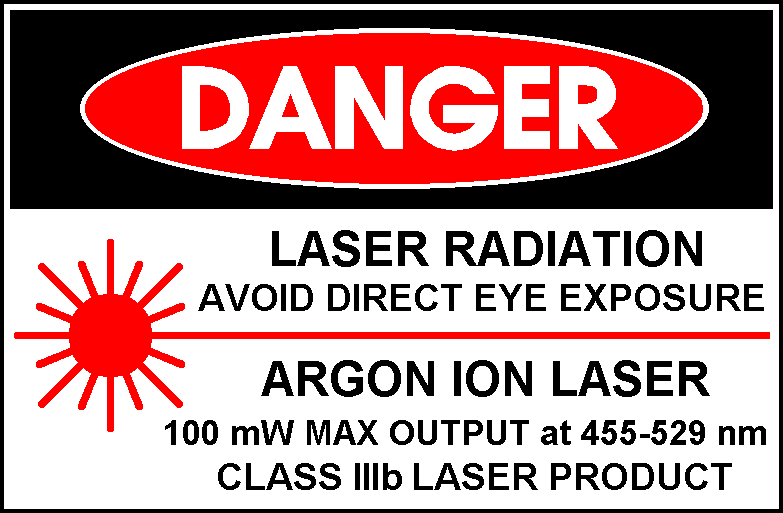 DANGER
LASER RADIATION
AVOID DIRECT EYE EXPOSURE
ARGON ION LASER
100 mW MAX OUTPUT at 455-529 nm
CLASS IIIb LASER PRODUCT